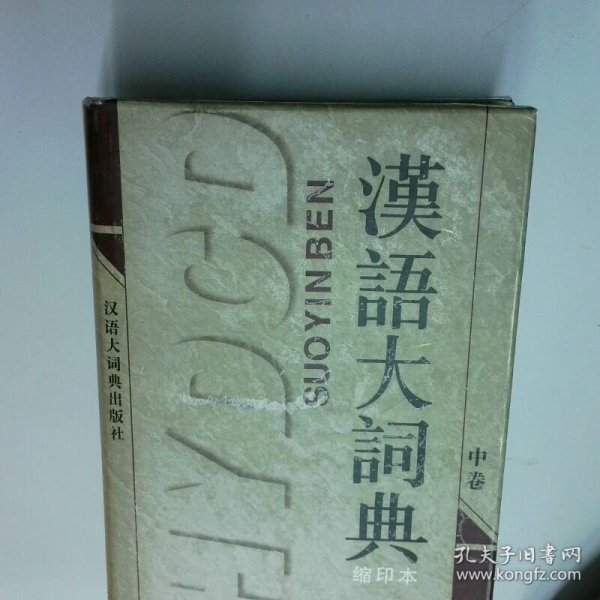 漢語大詞典
中卷
缩印本
SUOYIN BEN
HYDCD
汉语大词典出版社
孔夫子旧书网
www.kongfz.com